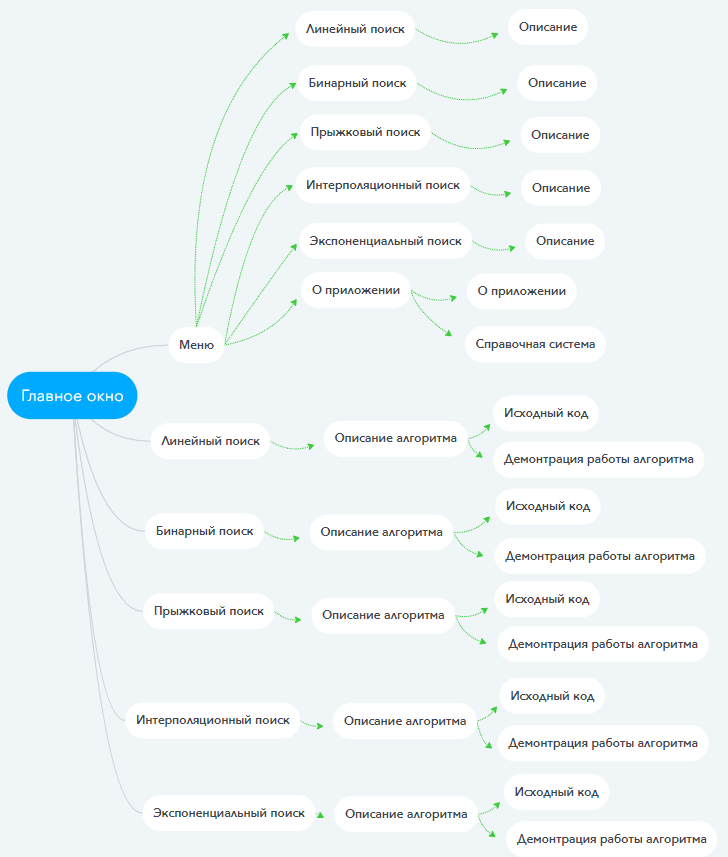 Линейный поиск
Описание
Бинарный поиск
Описание
Прыжковый поиск
Описание
Интерполяционный поиск
Описание
Экспоненциальный поиск
Описание
О приложении
О приложении
Справочная система
Меню
Главное окно
Линейный поиск
Описание алгоритма
Исходный код
Демонтрация работы алгоритма
Бинарный поиск
Описание алгоритма
Исходный код
Демонтрация работы алгоритма
Прыжковый поиск
Описание алгоритма
Исходный код
Демонтрация работы алгоритма
Интерполяционный поиск
Описание алгоритма
Исходный код
Демонтрация работы алгоритма
Экспоненциальный поиск
Описание алгоритма
Исходный код
Демонтрация работы алгоритма